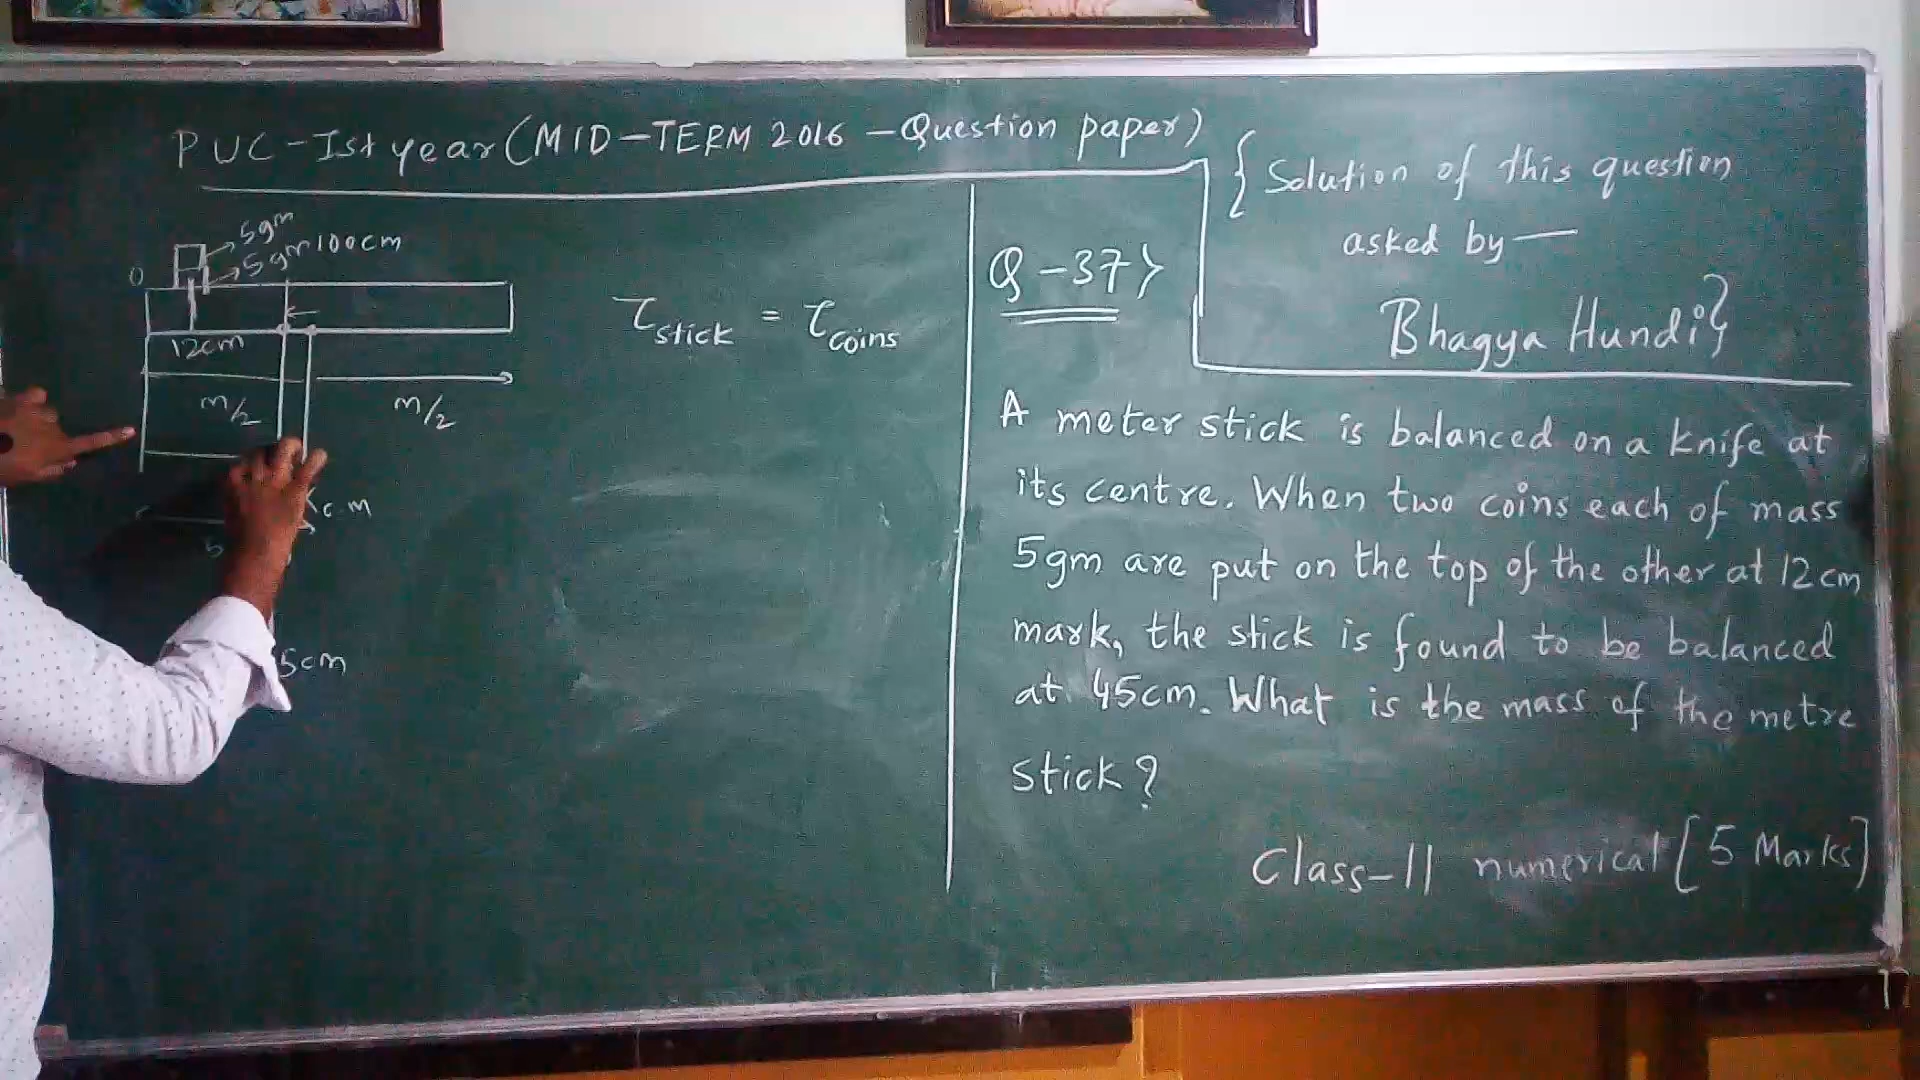 PUC-Ist year (MID-TERM 2016 - Question paper)
{Solution of this question
asked by —
Bhagya Hundi}
5gm
5gm 100cm
0
12cm
m/2 m/2
c.m
5
5cm
τstick = τcoins
Q-37>
A meter stick is balanced on a knife at
its centre. When two coins each of mass
5gm are put on the top of the other at 12cm
mark, the stick is found to be balanced
at 45cm. What is the mass of the metre
stick?
Class-11 numerical [5 Marks]